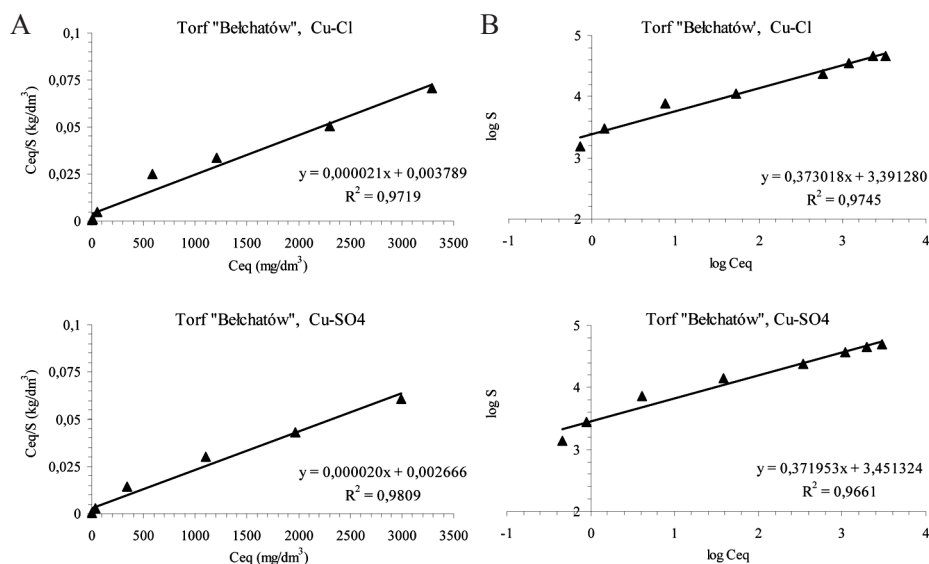 A
Torf "Bełchatów", Cu-Cl
Ceq/S (kg/dm³)
0,1
0,075
0,05
0,025
0
y = 0,000021x + 0,003789
R² = 0,9719
0 500 1000 1500 2000 2500 3000 3500
Ceq (mg/dm³)
B
Torf "Bełchatów', Cu-Cl
log S
5
4
3
2
y = 0,373018x + 3,391280
R² = 0,9745
-1 0 1 2 3 4
log Ceq
Torf "Bełchatów", Cu-SO4
Ceq/S (kg/dm³)
0,1
0,075
0,05
0,025
0
y = 0,000020x + 0,002666
R² = 0,9809
0 500 1000 1500 2000 2500 3000 3500
Ceq (mg/dm³)
Torf "Bełchatów", Cu-SO4
log S
5
4
3
2
y = 0,371953x + 3,451324
R² = 0,9661
-1 0 1 2 3 4
log Ceq